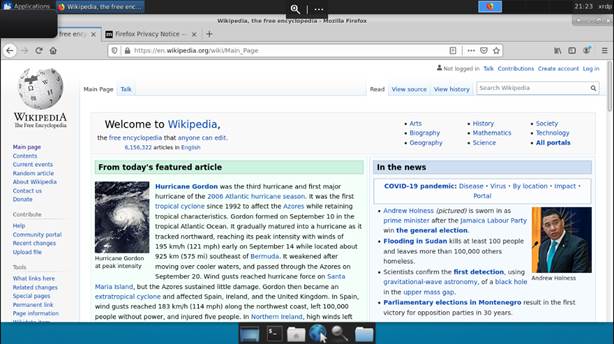 Applications
Wikipedia, the free enc...
21:23
xrdp
Wikipedia, the free encyclopedia - Mozilla Firefox
free ency
Firefox Privacy Notice —
https://en.wikipedia.org/wiki/Main_Page
Not logged in Talk Contributions Create account Log in
Main Page Talk
Read View source View history
Search Wikipedia
WIKIPEDIA
The Free Encyclopedia
Main page
Contents
Current events
Random article
About Wikipedia
Contact us
Donate
Contribute
Help
Community portal
Recent changes
Upload file
Tools
What links here
Related changes
Special pages
Permanent link
Page information
Welcome to Wikipedia,
the free encyclopedia that anyone can edit.
6,156,322 articles in English
Arts
Biography
Geography
History
Mathematics
Science
Society
Technology
All portals
From today's featured article
Hurricane Gordon
at peak intensity
Hurricane Gordon was the third hurricane and first major
hurricane of the 2006 Atlantic hurricane season. It was the first
tropical cyclone since 1992 to affect the Azores while retaining
tropical characteristics. Gordon formed on September 10 in the
tropical Atlantic Ocean. It gradually matured into a hurricane as it
tracked northward, reaching its peak intensity with winds of
195 km/h (121 mph) early on September 14 while located about
925 km (575 mi) southeast of Bermuda. It weakened after
moving over cooler waters, and passed through the Azores on
September 20. Wind gusts reached hurricane force on Santa
Maria Island, but the Azores sustained little damage. Gordon then became an
extratropical cyclone and affected Spain, Ireland, and the United Kingdom. In Spain,
wind gusts reached 183 km/h (114 mph) along the northwest coast, left 100,000
people without power, and injured five people. In Northern Ireland, high winds left
In the news
COVID-19 pandemic: Disease • Virus • By location • Impact •
Portal
Andrew Holness (pictured) is sworn in as
prime minister after the Jamaica Labour Party
win the general election.
Flooding in Sudan kills at least 100 people
and leaves more than 100,000 others
homeless.
Scientists confirm the first detection, using
gravitational-wave astronomy, of a black hole
in the upper mass gap.
Parliamentary elections in Montenegro result in the first
victory for opposition parties in 30 years.
Andrew Holness